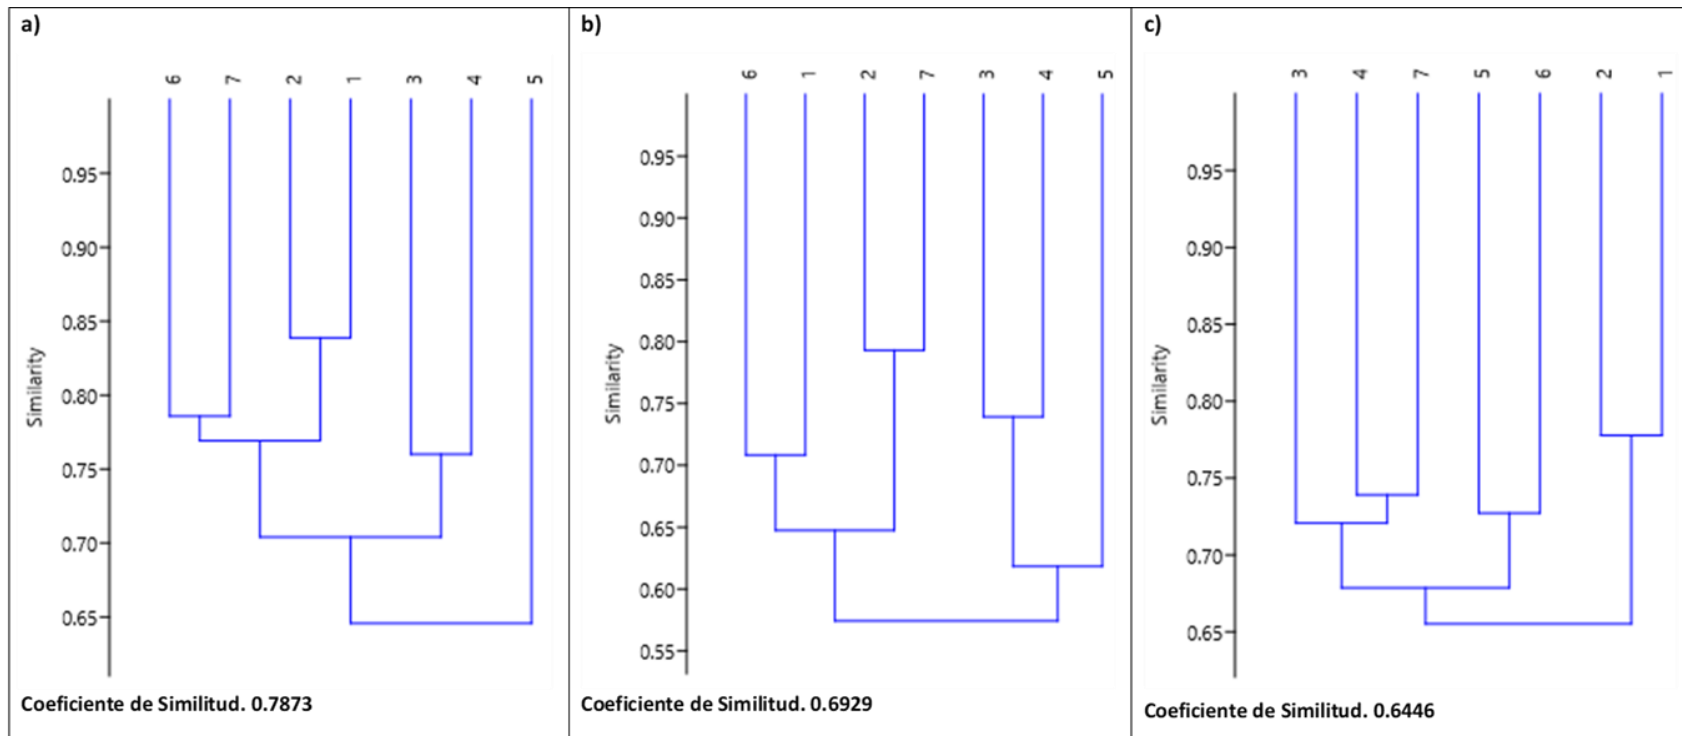 a)
6 7 2 1 3 4 5
0.95
0.90
0.85
0.80
0.75
0.70
0.65
Similarity
Coeficiente de Similitud. 0.7873
b)
6 1 2 7 3 4 5
0.95
0.90
0.85
0.80
0.75
0.70
0.65
0.60
0.55
Similarity
Coeficiente de Similitud. 0.6929
c)
3 4 7 5 6 2 1
0.95
0.90
0.85
0.80
0.75
0.70
0.65
Similarity
Coeficiente de Similitud. 0.6446